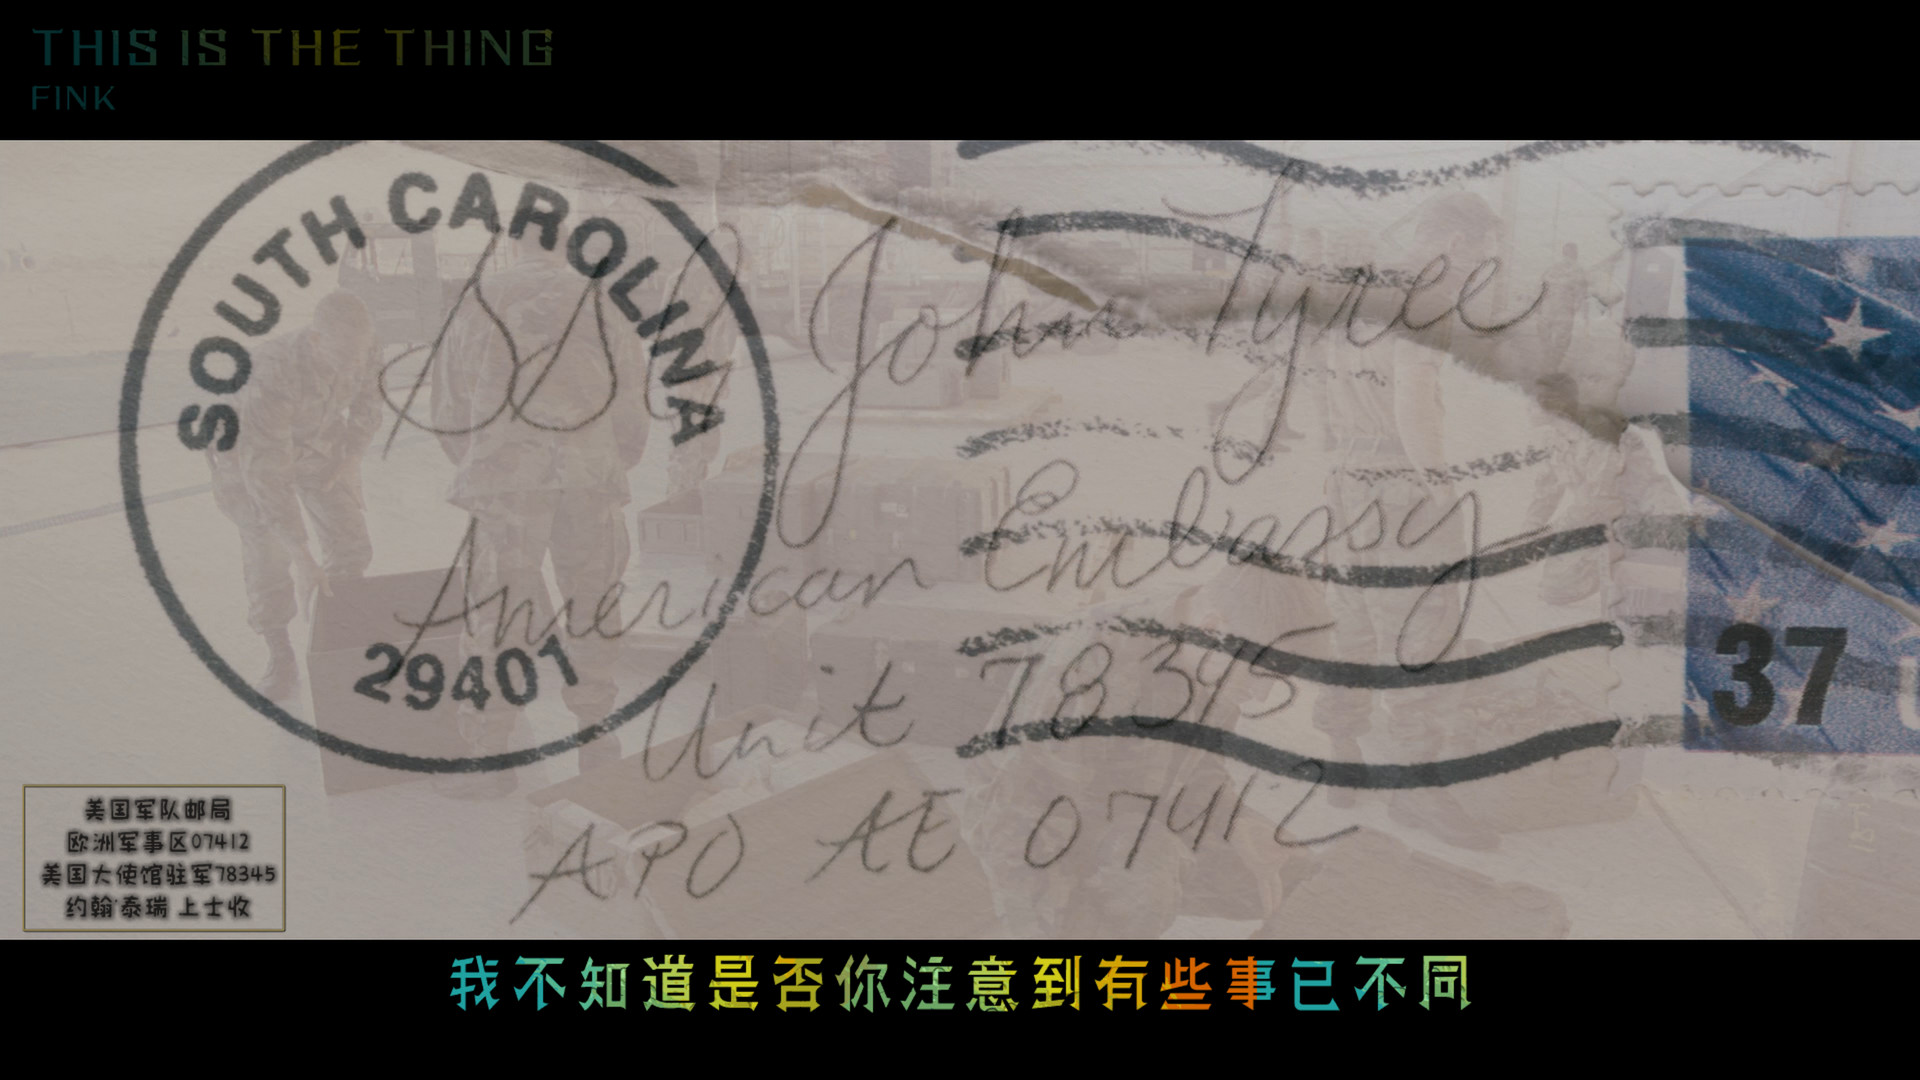 THIS IS THE THING
FINK
SOUTH CAROLINA
29401
SSG John Tyree
American Embassy
Unit 78345
APO AE 07412
37
美国军队邮局
欧洲军事区07412
美国大使馆驻军78345
约翰·泰瑞 上士收
我不知道是否你注意到有些事已不同